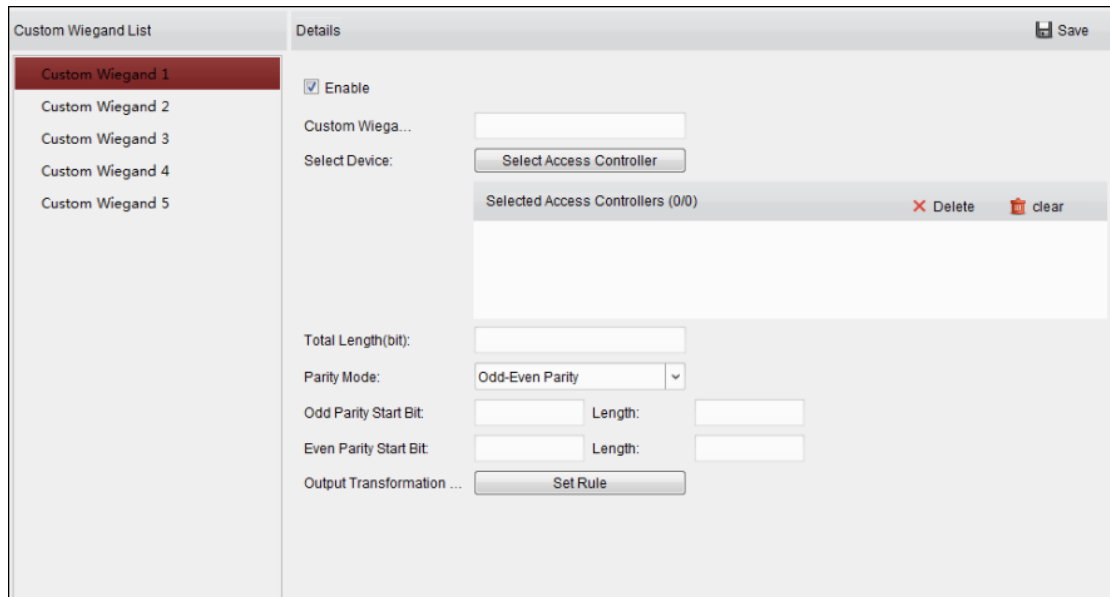 Custom Wiegand List
Details
Save
Custom Wiegand 1
Custom Wiegand 2
Custom Wiegand 3
Custom Wiegand 4
Custom Wiegand 5
Enable
Custom Wiega...
Select Device: Select Access Controller
Selected Access Controllers (0/0) Delete clear
Total Length(bit):
Parity Mode: Odd-Even Parity
Odd Parity Start Bit: Length:
Even Parity Start Bit: Length:
Output Transformation ... Set Rule